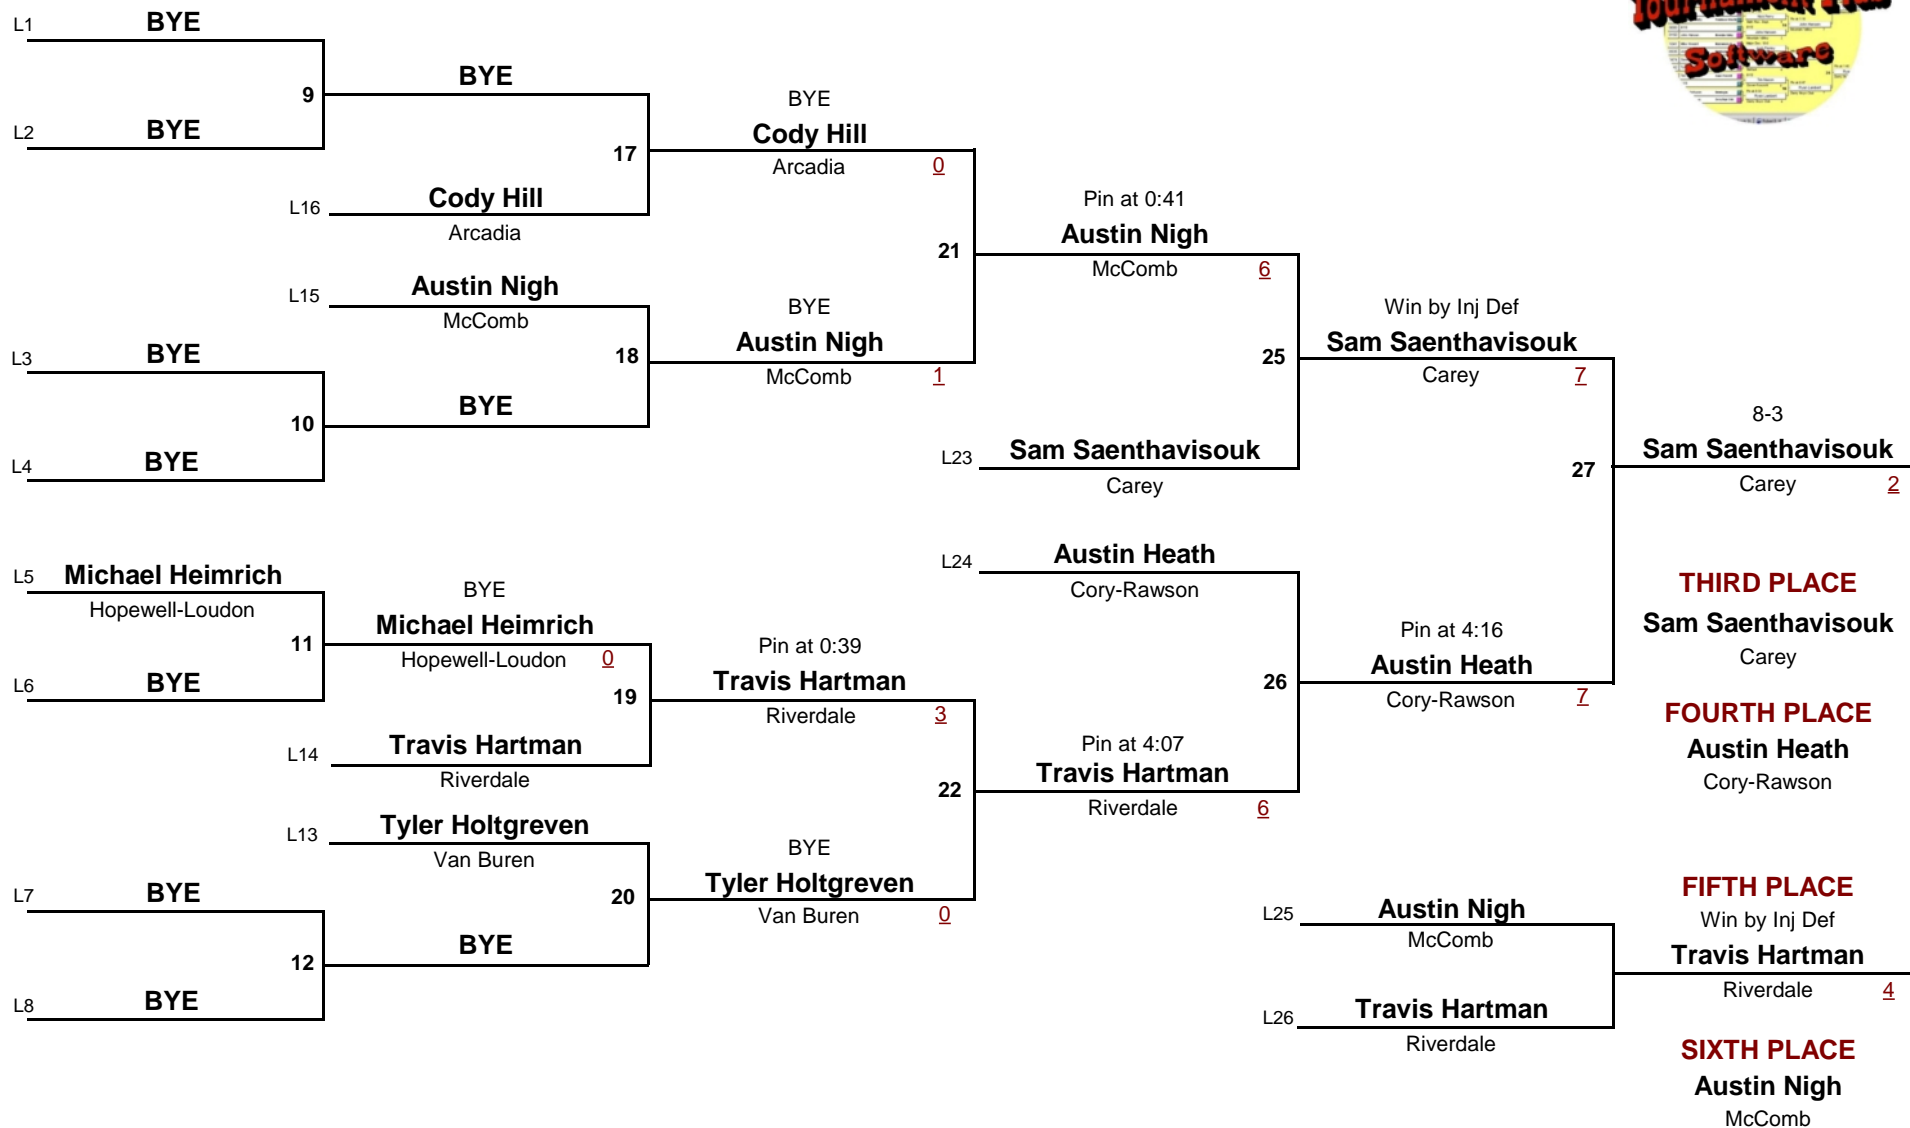 Tournament Plus
Software
L1 BYE
9
L2 BYE
BYE
17
L16 Cody Hill
Arcadia
BYE
Cody Hill
Arcadia 0
21
L15 Austin Nigh
McComb
18
L3 BYE
10
L4 BYE
BYE
BYE
Austin Nigh
McComb 1
Pin at 0:41
Austin Nigh
McComb 6
25
L23 Sam Saenthavisouk
Carey
Win by Inj Def
Sam Saenthavisouk
Carey 7
27
8-3
Sam Saenthavisouk
Carey 2
L5 Michael Heimrich
Hopewell-Loudon
11
L6 BYE
BYE
Michael Heimrich
Hopewell-Loudon 0
19
L14 Travis Hartman
Riverdale
Pin at 0:39
Travis Hartman
Riverdale 3
22
L13 Tyler Holtgreven
Van Buren
20
L7 BYE
12
L8 BYE
BYE
BYE
Tyler Holtgreven
Van Buren 0
Pin at 4:07
Travis Hartman
Riverdale 6
L24 Austin Heath
Cory-Rawson
26
Pin at 4:16
Austin Heath
Cory-Rawson 7
THIRD PLACE
Sam Saenthavisouk
Carey
FOURTH PLACE
Austin Heath
Cory-Rawson
L25 Austin Nigh
McComb
L26 Travis Hartman
Riverdale
FIFTH PLACE
Win by Inj Def
Travis Hartman
Riverdale 4
SIXTH PLACE
Austin Nigh
McComb